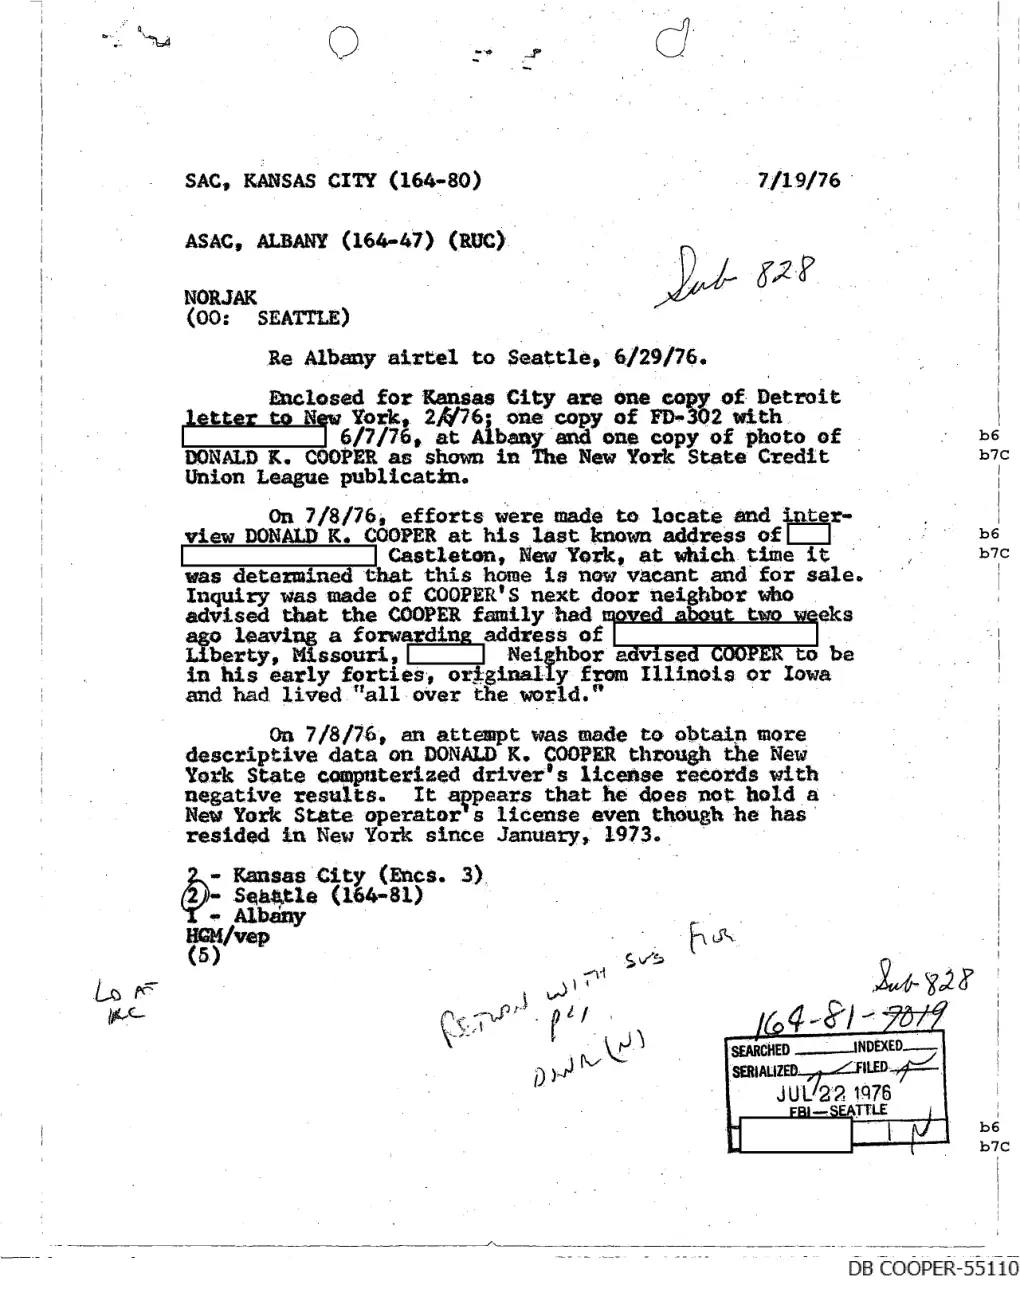 SAC, KANSAS CITY (164-80) 7/19/76
ASAC, ALBANY (164-47) (RUC)
Sub 828
NORJAK
(OO: SEATTLE)
Re Albany airtel to Seattle, 6/29/76.
Enclosed for Kansas City are one copy of Detroit
letter to New York, 2/6/76; one copy of FD-302 with
6/7/76, at Albany and one copy of photo of
b6
DONALD K. COOPER as shown in The New York State Credit
b7C
Union League publicatin.
On 7/8/76, efforts were made to locate and inter-
view DONALD K. COOPER at his last known address of
b6
Castleton, New York, at which time it
b7C
was determined that this home is now vacant and for sale.
Inquiry was made of COOPER'S next door neighbor who
advised that the COOPER family had moved about two weeks
ago leaving a forwarding address of
Liberty, Missouri, Neighbor advised COOPER to be
in his early forties, originally from Illinois or Iowa
and had lived "all over the world."
On 7/8/76, an attempt was made to obtain more
descriptive data on DONALD K. COOPER through the New
York State computerized driver's license records with
negative results. It appears that he does not hold a
New York State operator's license even though he has
resided in New York since January, 1973.
2 - Kansas City (Encs. 3)
2 - Seattle (164-81)
1 - Albany
HGM/vep
(5)
RETURN WITH SUB
Sub-828
164-81-7819
SEARCHED INDEXED
SERIALIZED FILED
JUL 22 1976
FBI—SEATTLE
b6
b7C
DB COOPER-55110